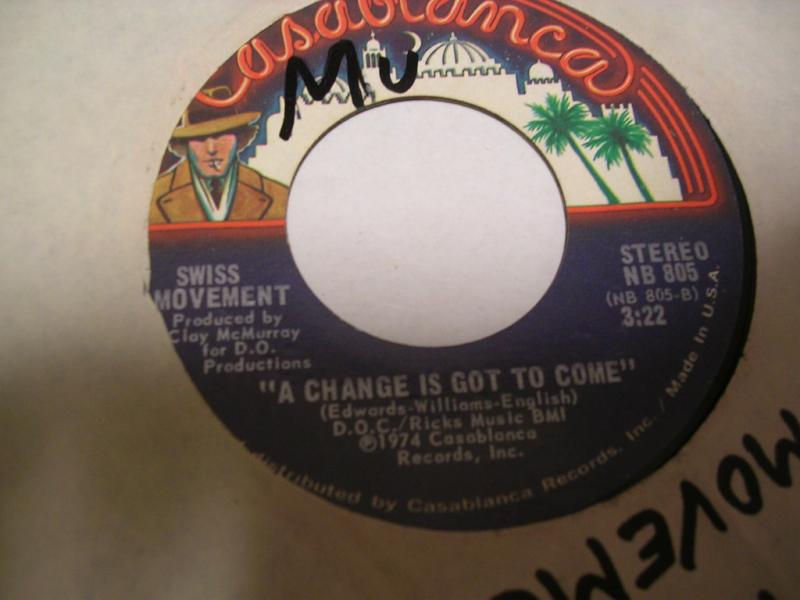 Casablanca
Mu
SWISS
MOVEMENT
Produced by
Clay McMurray
for D.O.
Productions
STEREO
NB 805
(NB 805-B)
3:22
"A CHANGE IS GOT TO COME"
(Edwards-Williams-English)
D.O.C./Ricks Music BMI
℗1974 Casablanca
Records, Inc.
distributed by Casablanca Records, Inc. / Made In U.S.A.
MOVEME
MOVE